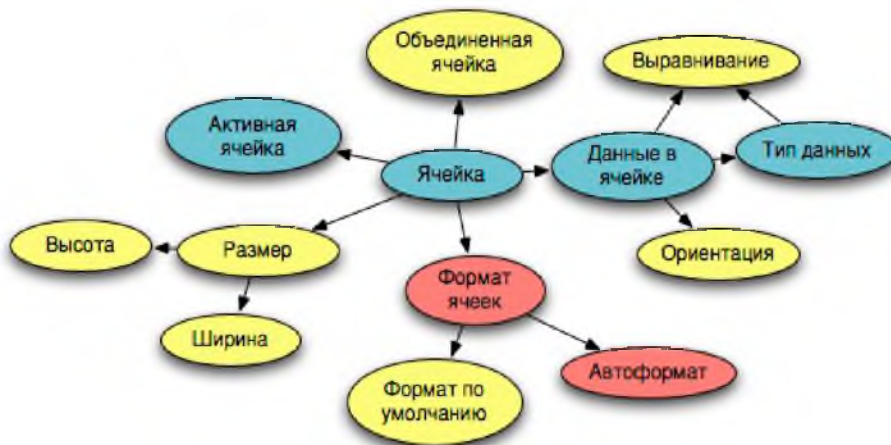 Объединенная
ячейка
Выравнивание
Активная
ячейка
Ячейка
Данные в
ячейке
Тип данных
Высота
Размер
Ориентация
Формат
ячеек
Ширина
Автоформат
Формат по
умолчанию